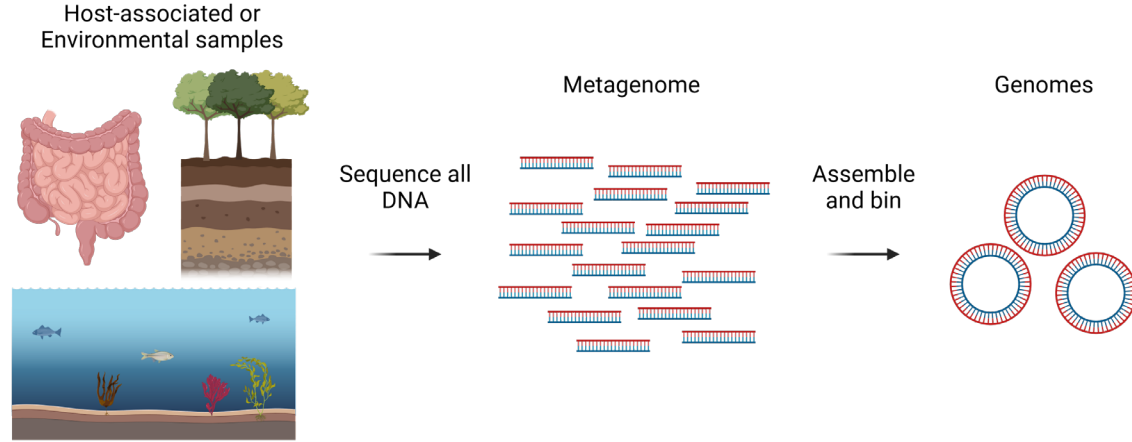 Host-associated or
Environmental samples
Sequence all
DNA
Metagenome
Assemble
and bin
Genomes